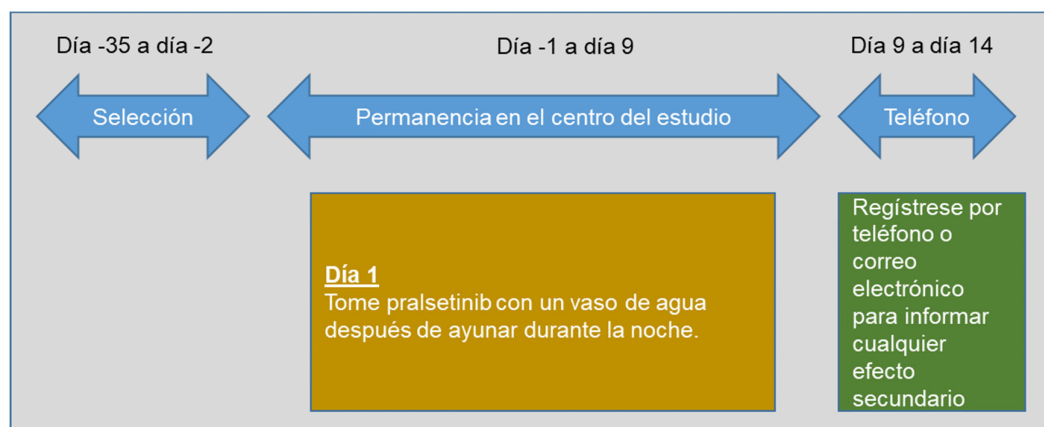 Día -35 a día -2
Día -1 a día 9
Día 9 a día 14
Selección
Permanencia en el centro del estudio
Teléfono
Día 1
Tome pralsetinib con un vaso de agua
después de ayunar durante la noche.
Regístrese por
teléfono o
correo
electrónico
para informar
cualquier
efecto
secundario